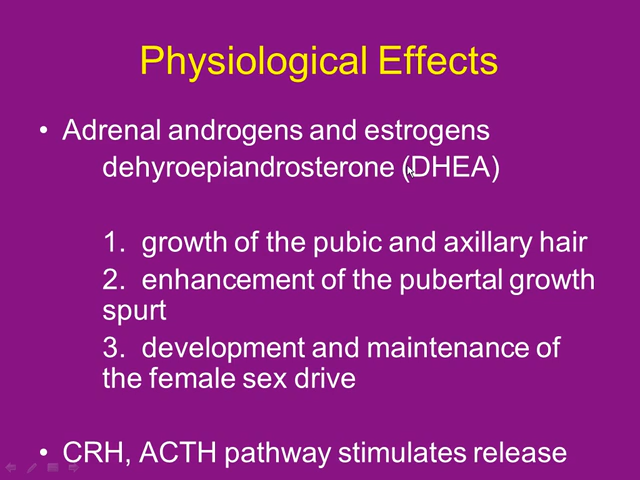 Physiological Effects
• Adrenal androgens and estrogens
dehyroepiandrosterone (DHEA)
1. growth of the pubic and axillary hair
2. enhancement of the pubertal growth
spurt
3. development and maintenance of
the female sex drive
• CRH, ACTH pathway stimulates release